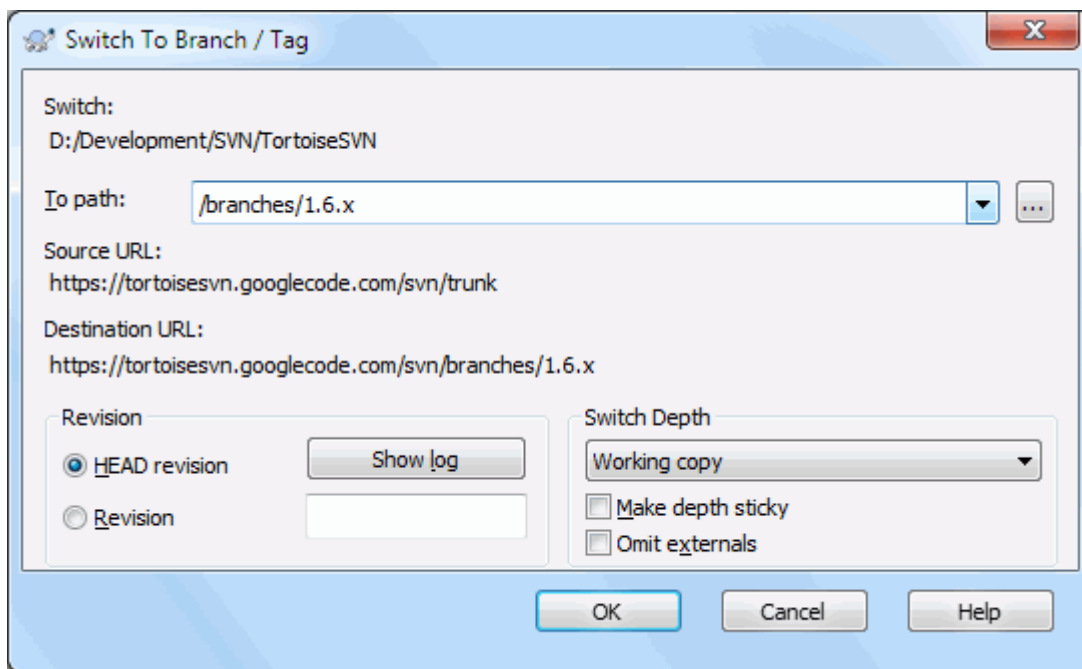 Switch To Branch / Tag
Switch:
D:/Development/SVN/TortoiseSVN
To path:
/branches/1.6.x
...
Source URL:
https://tortoisesvn.googlecode.com/svn/trunk
Destination URL:
https://tortoisesvn.googlecode.com/svn/branches/1.6.x
Revision
HEAD revision
Show log
Revision
Switch Depth
Working copy
Make depth sticky
Omit externals
OK
Cancel
Help